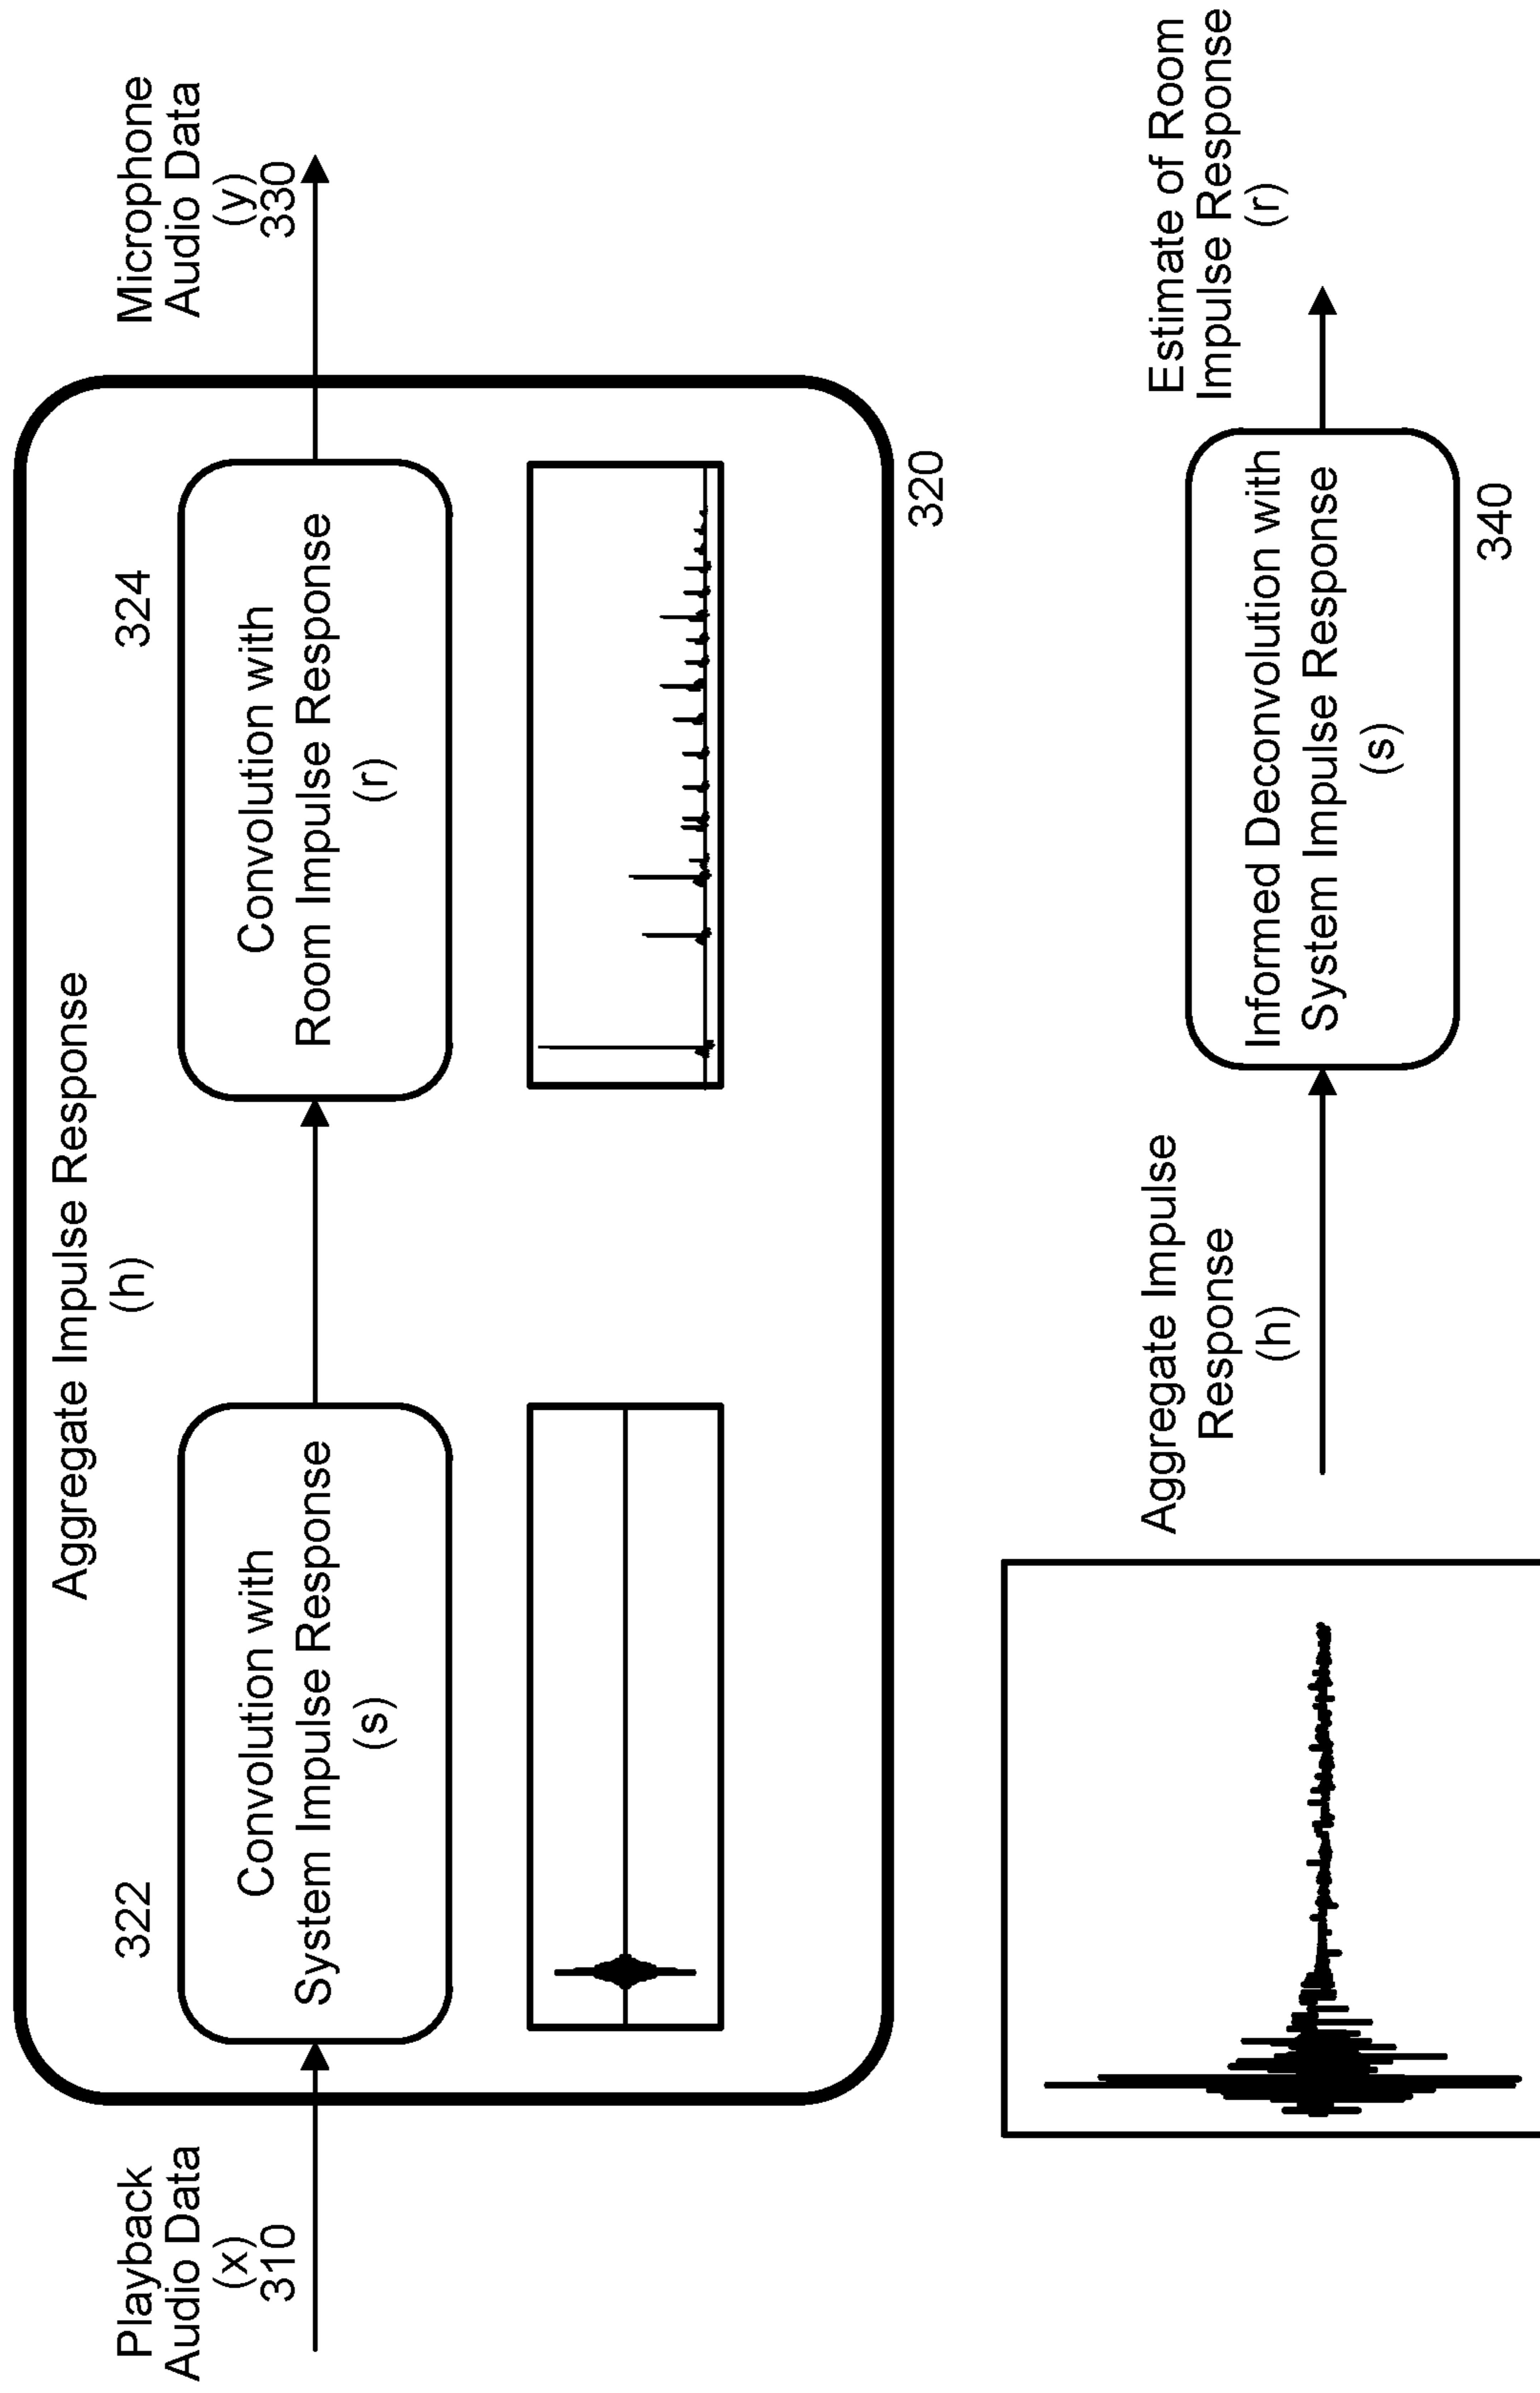 Aggregate Impulse Response
(h)
Playback
Audio Data
(x)
310
322
Convolution with
System Impulse Response
(s)
324
Convolution with
Room Impulse Response
(r)
Microphone
Audio Data
(y)
330
320
Aggregate Impulse
Response
(h)
Informed Deconvolution with
System Impulse Response
(s)
340
Estimate of Room
Impulse Response
(r)